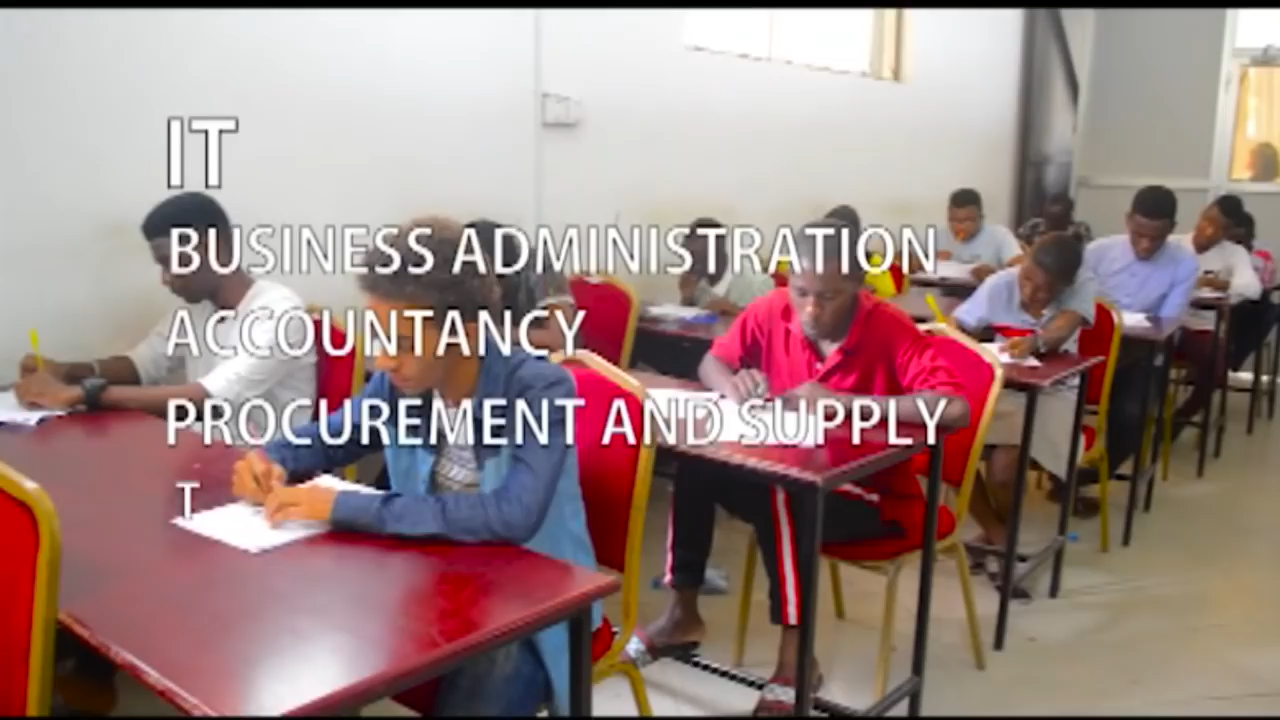 IT
BUSINESS ADMINISTRATION
ACCOUNTANCY
PROCUREMENT AND SUPPLY
T